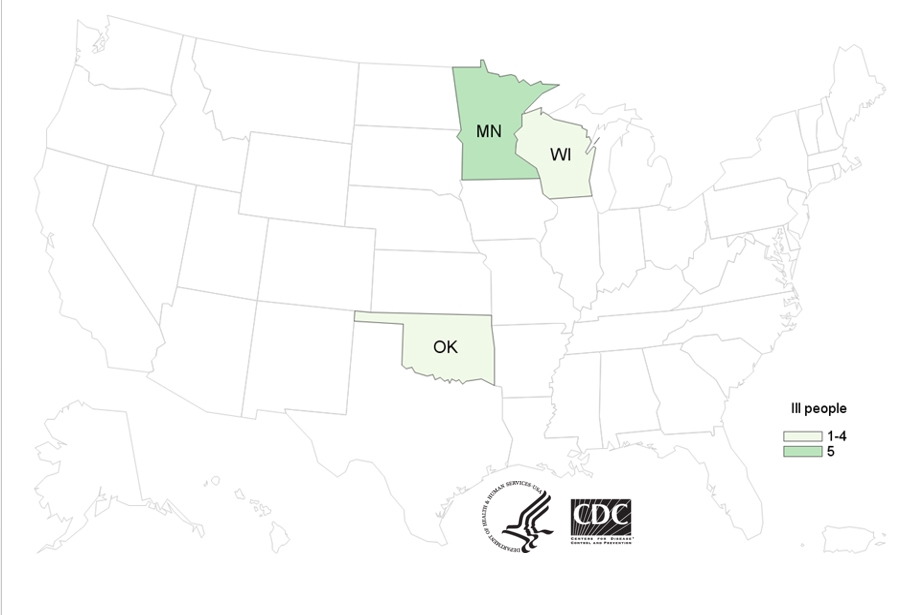 MN
WI
OK
Ill people
1-4
5
DEPARTMENT OF HEALTH & HUMAN SERVICES·USA
CDC
CENTERS FOR DISEASE™
CONTROL AND PREVENTION